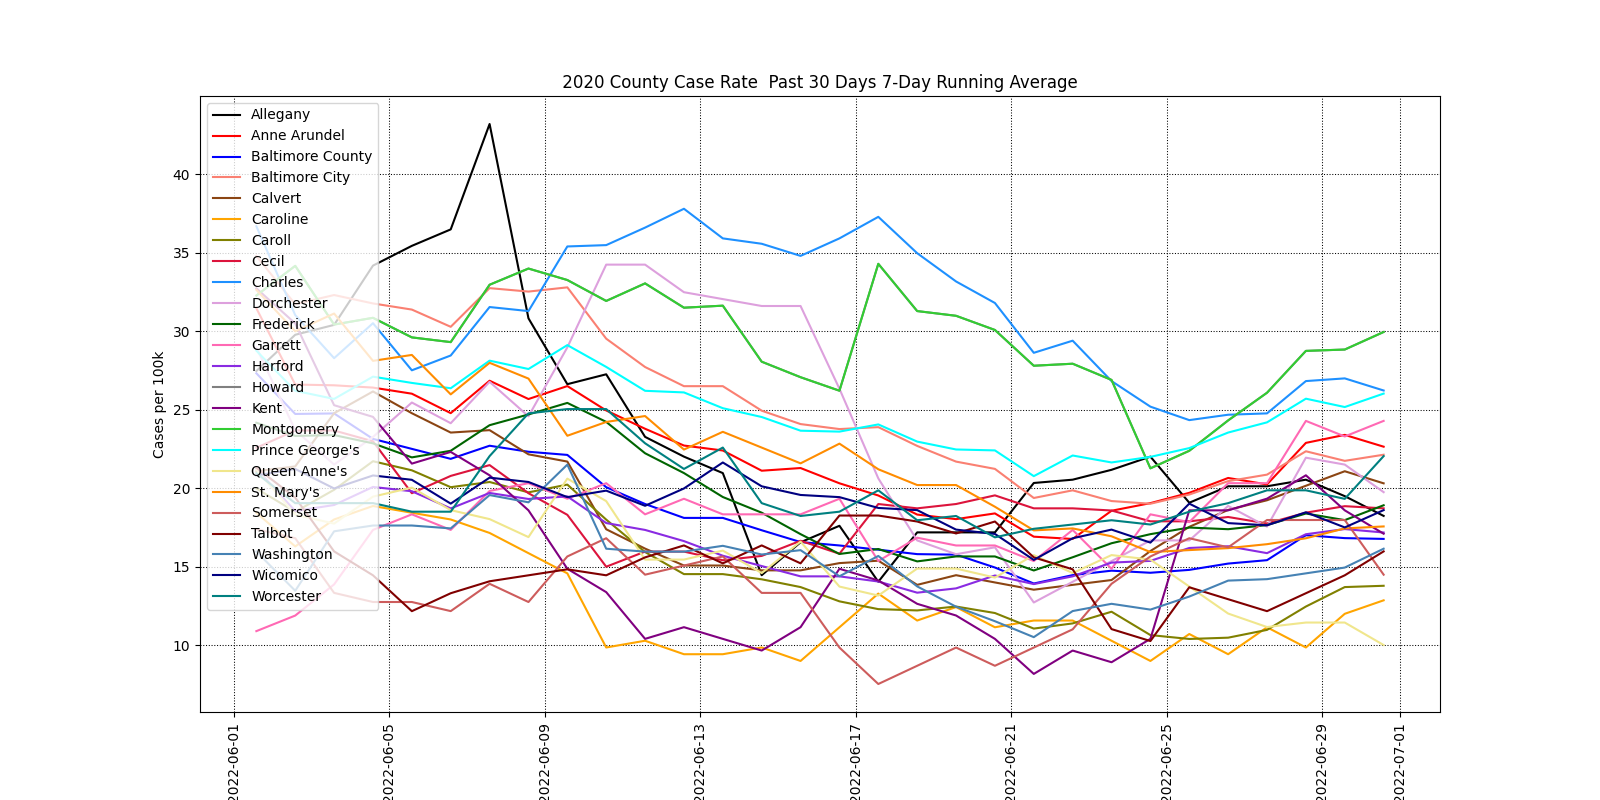 2020 County Case Rate  Past 30 Days 7-Day Running Average
Cases per 100k
40
35
30
25
20
15
10
Allegany
Anne Arundel
Baltimore County
Baltimore City
Calvert
Caroline
Caroll
Cecil
Charles
Dorchester
Frederick
Garrett
Harford
Howard
Kent
Montgomery
Prince George's
Queen Anne's
St. Mary's
Somerset
Talbot
Washington
Wicomico
Worcester
2022-06-01
2022-06-05
2022-06-09
2022-06-13
2022-06-17
2022-06-21
2022-06-25
2022-06-29
2022-07-01